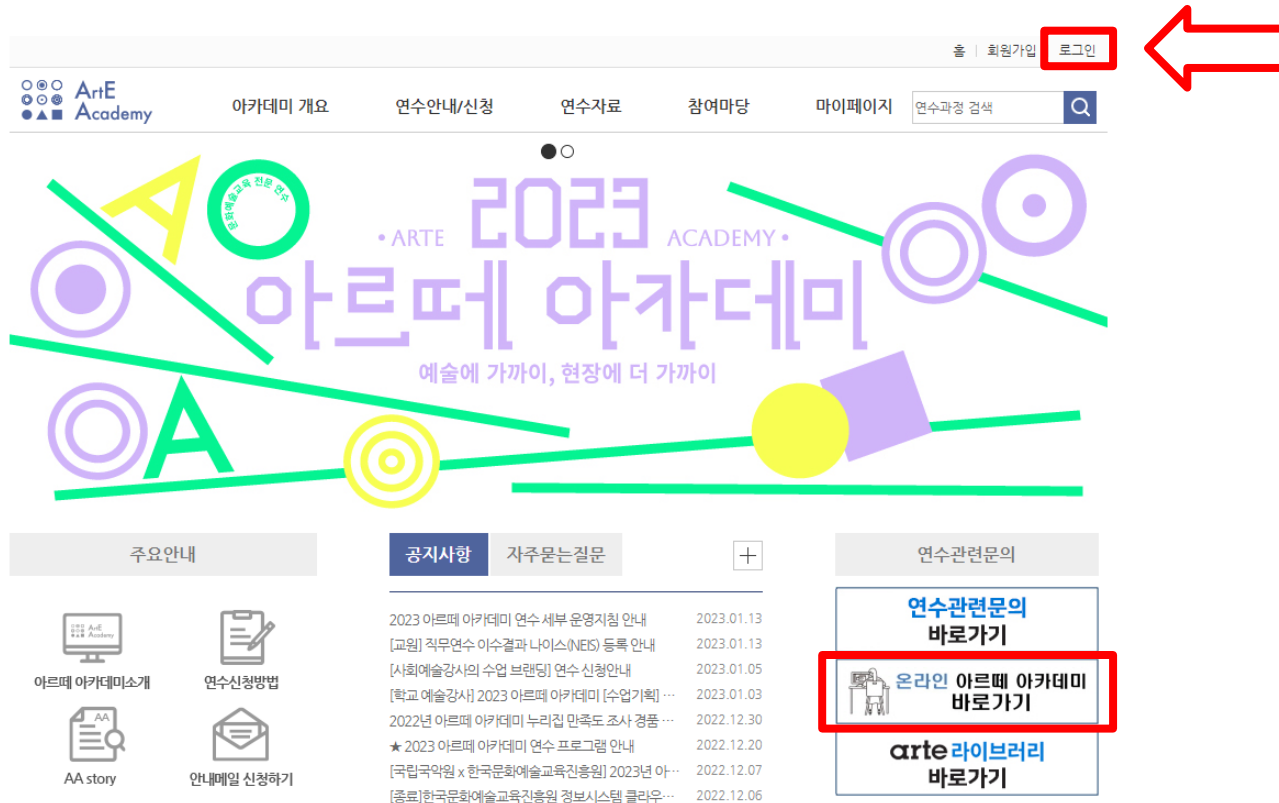 홈 | 회원가입 로그인
ArtE
Academy
아카데미 개요 연수안내/신청 연수자료 참여마당 마이페이지 연수과정 검색
문화예술교육 전문 연수
2023
• ARTE ACADEMY •
아르떼 아카데미
예술에 가까이, 현장에 더 가까이
A
A
주요안내
ArtE
Academy
아르떼 아카데미소개
연수신청방법
AA
AA story
안내메일 신청하기
공지사항 자주묻는질문 +
2023 아르떼 아카데미 연수 세부 운영지침 안내 2023.01.13
[교원] 직무연수 이수결과 나이스(NEIS) 등록 안내 2023.01.13
[사회예술강사의 수업 브랜딩] 연수 신청안내 2023.01.05
[학교 예술강사] 2023 아르떼 아카데미 [수업기획] … 2023.01.03
2022년 아르떼 아카데미 누리집 만족도 조사 경품 … 2022.12.30
★ 2023 아르떼 아카데미 연수 프로그램 안내 2022.12.20
[국립국악원 x 한국문화예술교육진흥원] 2023년 아… 2022.12.07
[종료]한국문화예술교육진흥원 정보시스템 클라우… 2022.12.06
연수관련문의
연수관련문의
바로가기
온라인 아르떼 아카데미
바로가기
arte 라이브러리
바로가기